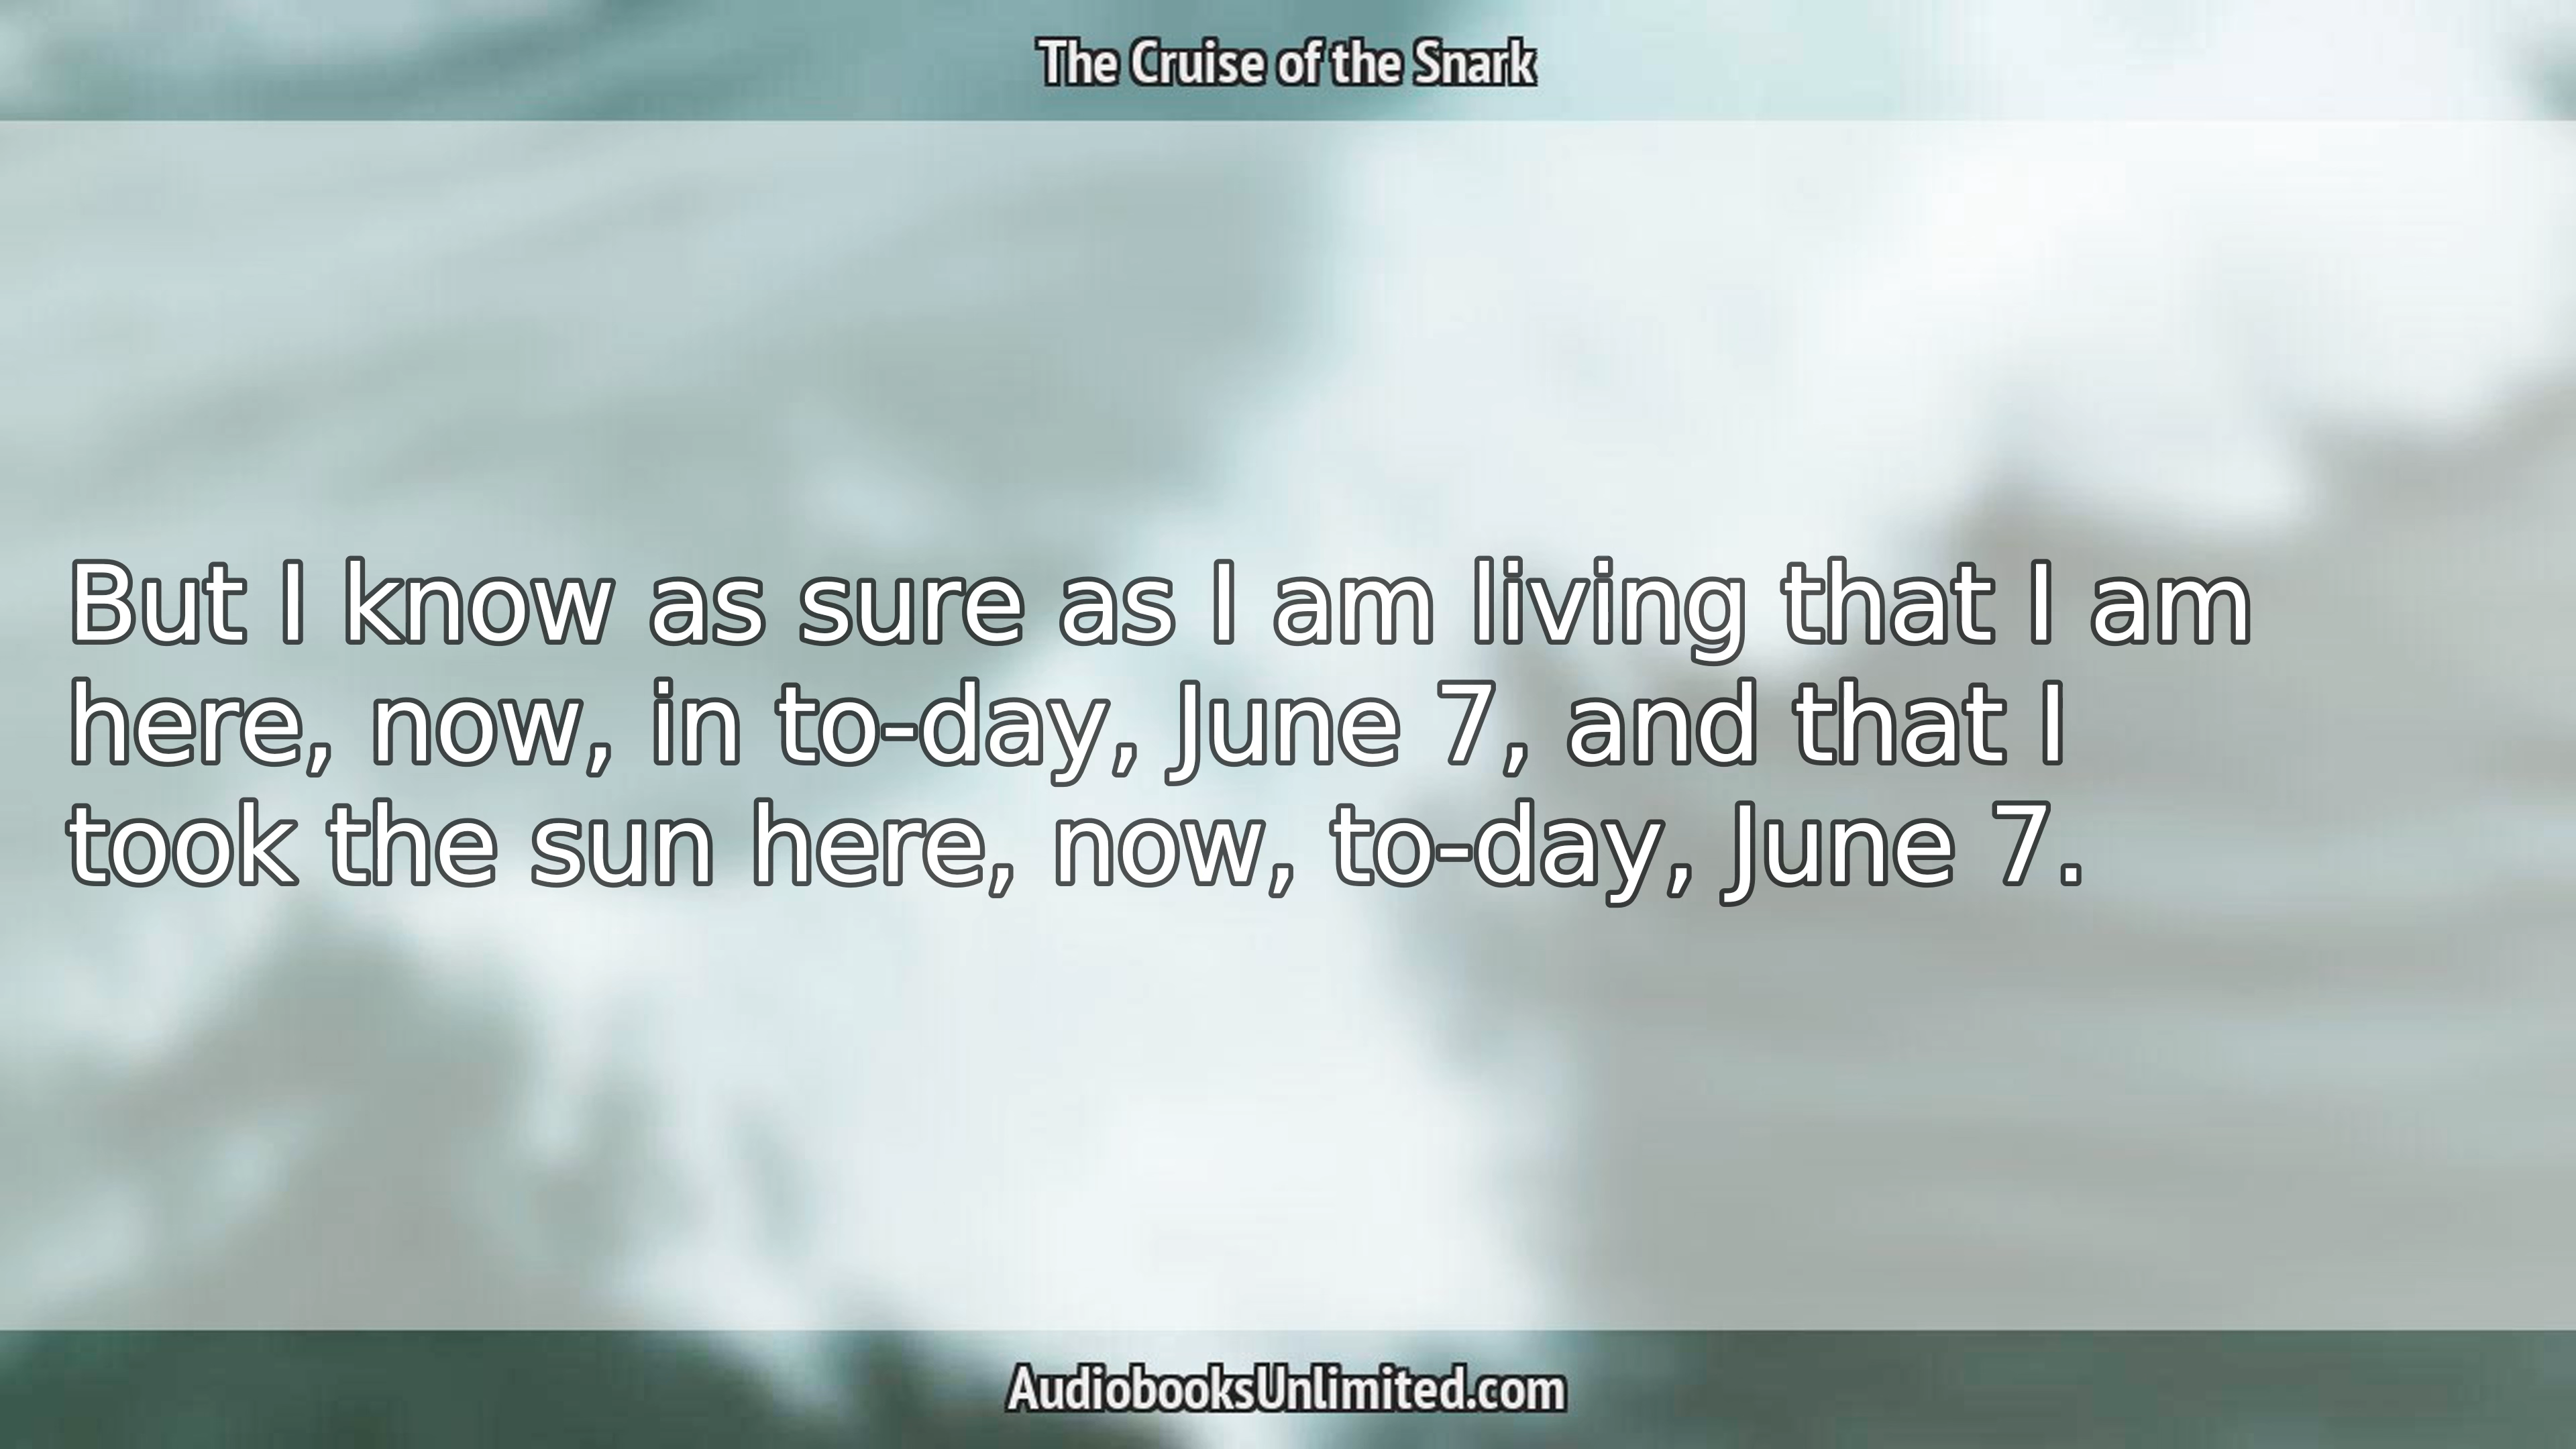 The Cruise of the Snark
But I know as sure as I am living that I am
here, now, in to-day, June 7, and that I
took the sun here, now, to-day, June 7.
AudiobooksUnlimited.com